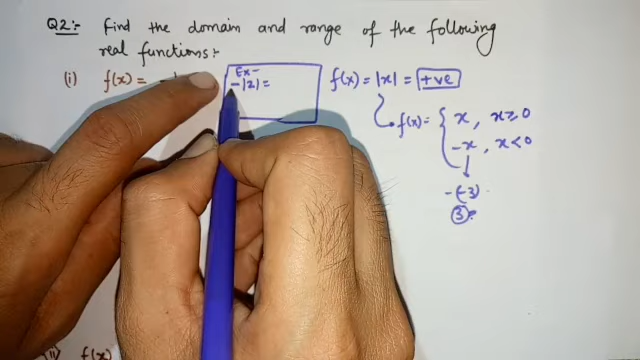 Q2:- Find the domain and range of the following
real functions:-
(i) f(x) = -|
Ex-
-|2| =
f(x) = |x| = +ve
f(x) = { x, x≥0
-x, x<0
-(-3)
3
(ii) f(x)